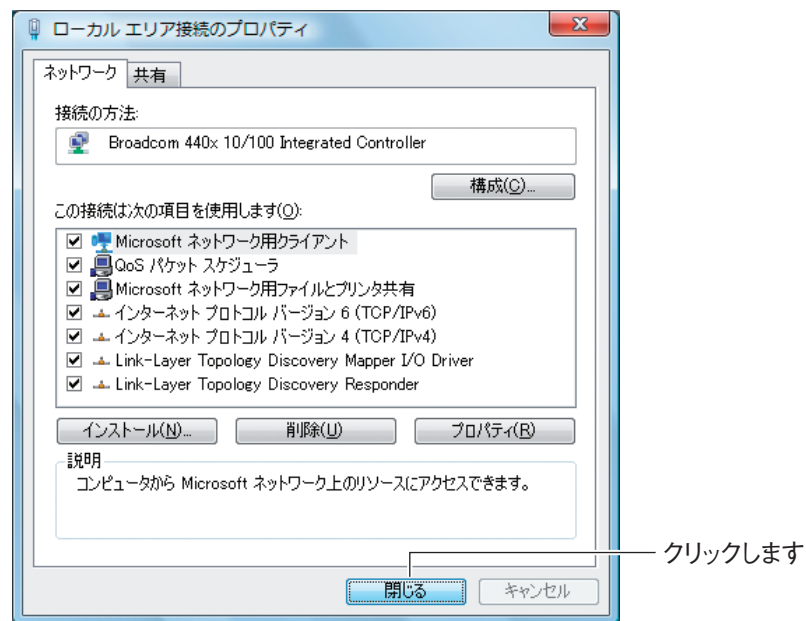 ローカル エリア接続のプロパティ
ネットワーク 共有
接続の方法:
Broadcom 440x 10/100 Integrated Controller
構成(C)...
この接続は次の項目を使用します(O):
Microsoft ネットワーク用クライアント
QoS パケット スケジューラ
Microsoft ネットワーク用ファイルとプリンタ共有
インターネット プロトコル バージョン 6 (TCP/IPv6)
インターネット プロトコル バージョン 4 (TCP/IPv4)
Link-Layer Topology Discovery Mapper I/O Driver
Link-Layer Topology Discovery Responder
インストール(N)... 削除(U) プロパティ(R)
説明
コンピュータから Microsoft ネットワーク上のリソースにアクセスできます。
クリックします
閉じる キャンセル